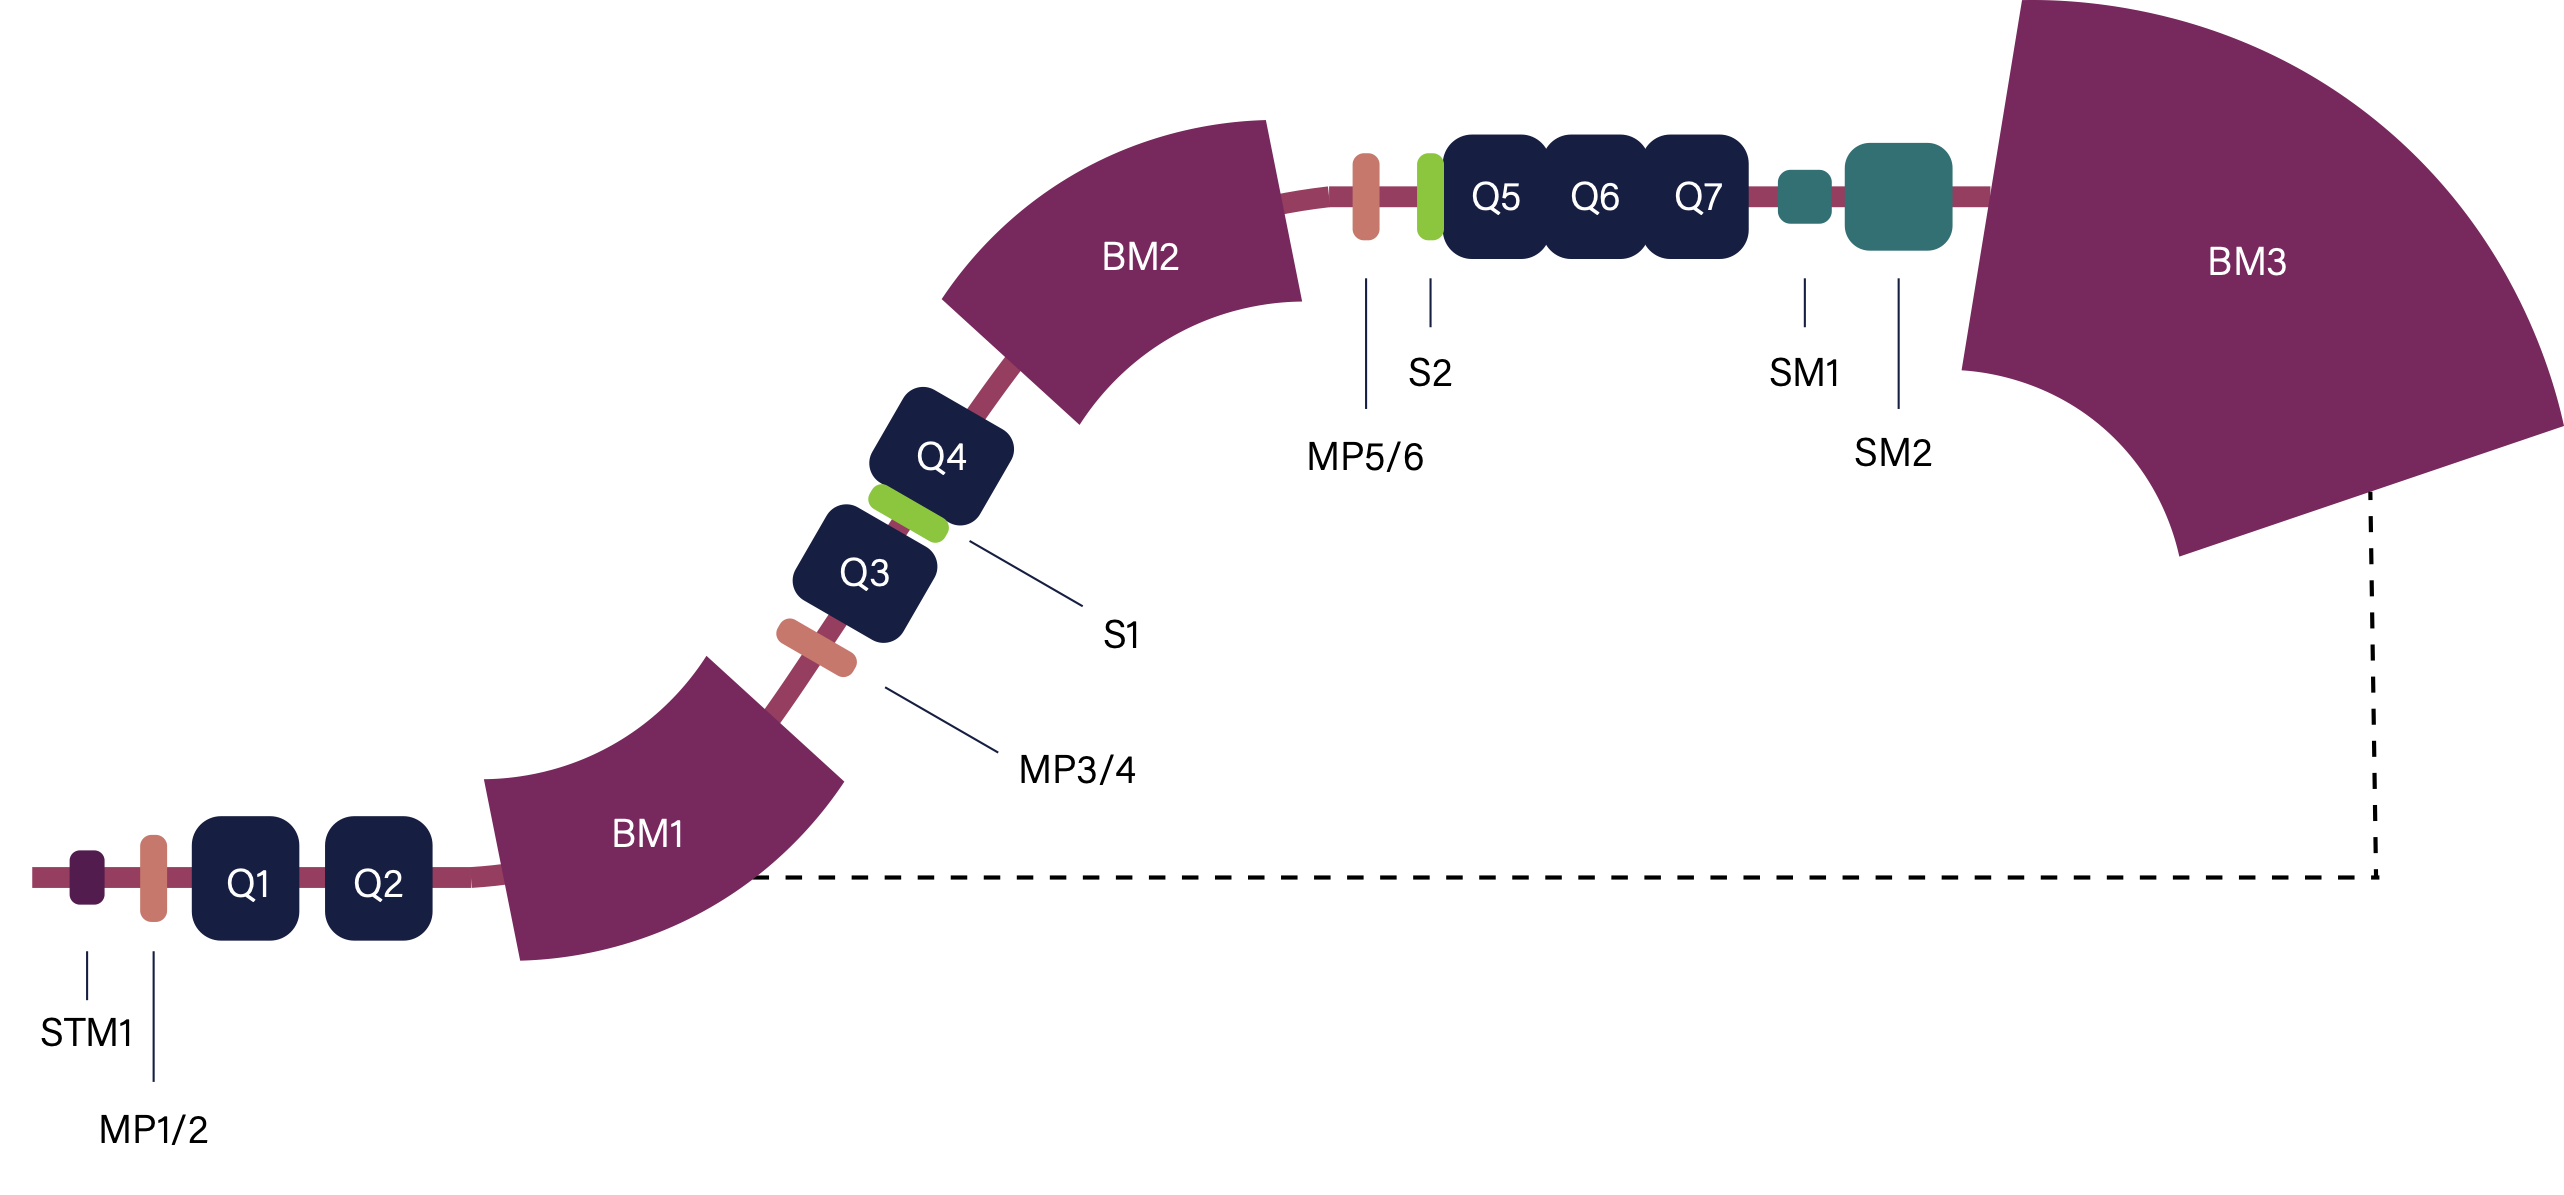 BM2
Q5
Q6
Q7
BM3
S2
SM1
MP5/6
SM2
Q4
Q3
S1
MP3/4
BM1
Q1
Q2
STM1
MP1/2